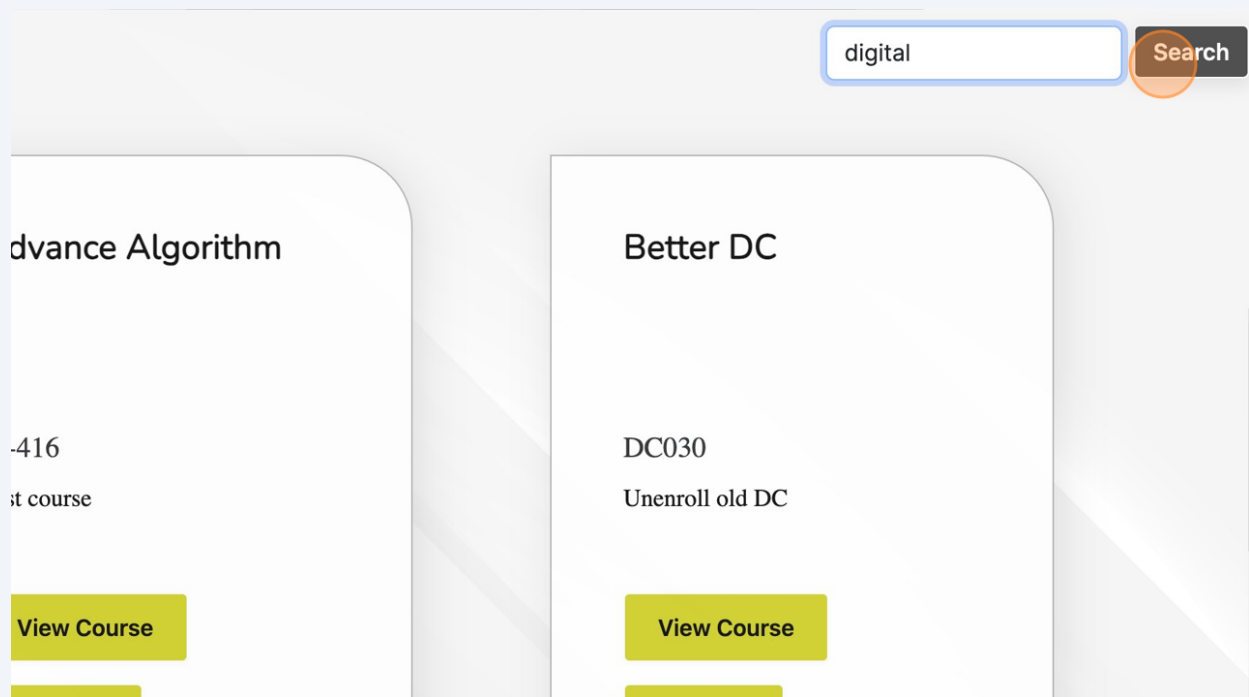 digital
Search
dvance Algorithm
-416
st course
View Course
Better DC
DC030
Unenroll old DC
View Course